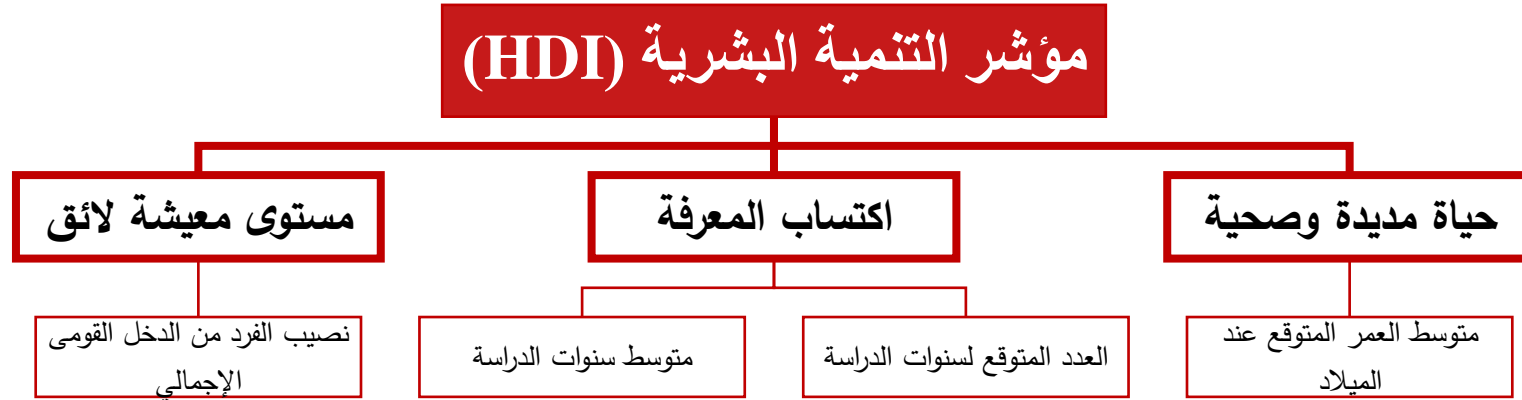 مؤشر التنمية البشرية (HDI)
حياة مديدة وصحية
اكتساب المعرفة
مستوى معيشة لائق
متوسط العمر المتوقع عند
الميلاد
العدد المتوقع لسنوات الدراسة
متوسط سنوات الدراسة
نصيب الفرد من الدخل القومى
الإجمالي